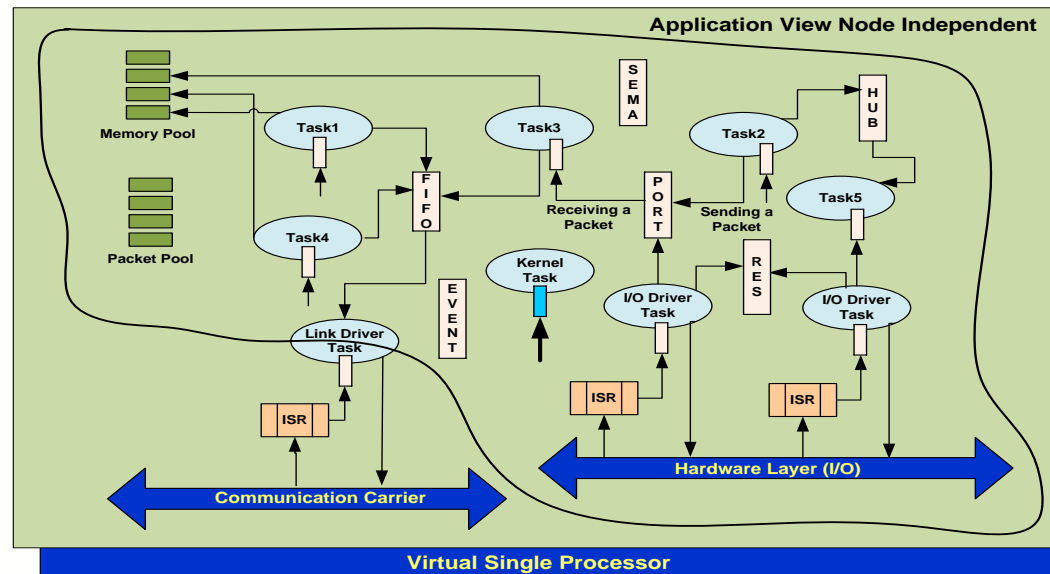 Application View Node Independent
SEMA
HUB
Memory Pool
Task1
Task3
Task2
FIFO
PORT
Task5
Receiving a
Packet
Sending a
Packet
Task4
Packet Pool
Kernel
Task
RES
EVENT
I/O Driver
Task
I/O Driver
Task
Link Driver
Task
ISR
ISR
ISR
Hardware Layer (I/O)
Communication Carrier
Virtual Single Processor